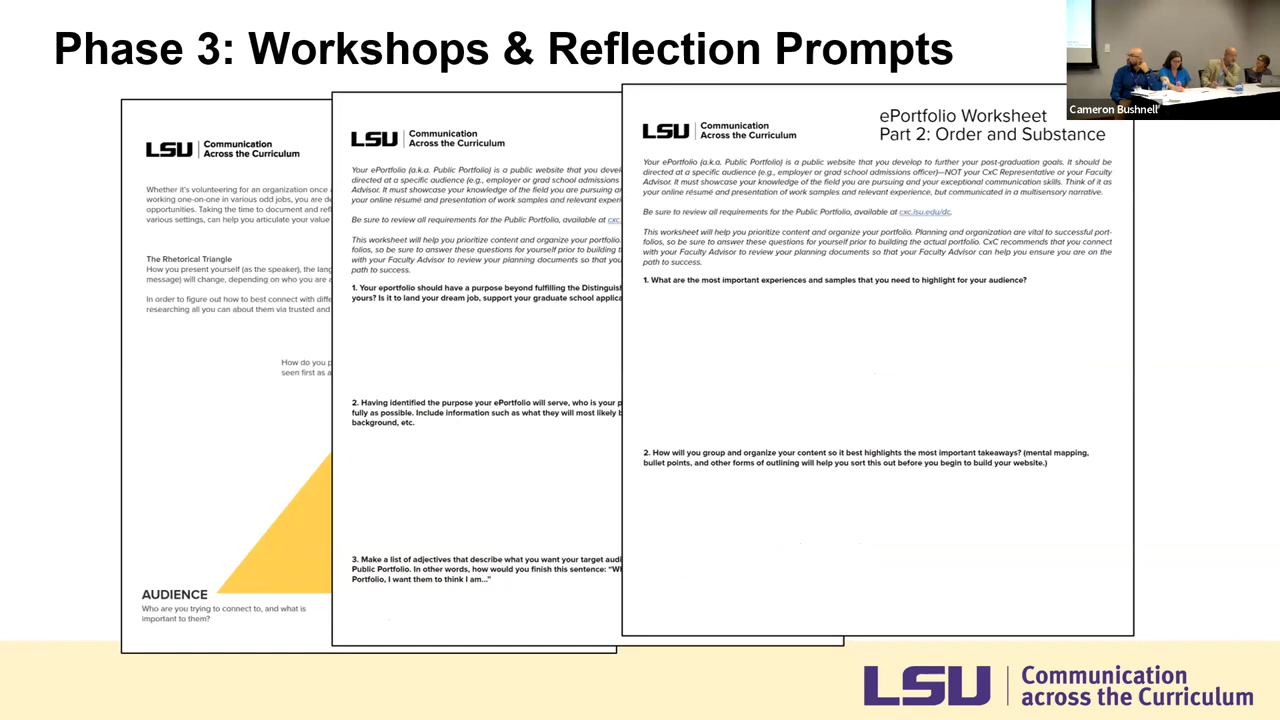 Phase 3: Workshops & Reflection Prompts
Cameron Bushnell
LSU Communication
Across the Curriculum
Whether it's volunteering for an organization once
working one-on-one in various odd jobs, you are
opportunities. Taking the time to document and
various settings, can help you articulate your value
The Rhetorical Triangle
How you present yourself (as the speaker), the
message) will change, depending on who you are
In order to figure out how to best connect with
researching all you can about them via trusted and
How do you
seen first as
AUDIENCE
Who are you trying to connect to, and what is
important to them?
LSU Communication
Across the Curriculum
Your ePortfolio (a.k.a. Public Portfolio) is a public website that you
directed at a specific audience (e.g., employer or grad school admissions
Advisor. It must showcase your knowledge of the field you are pursuing
your online résumé and presentation of work samples and relevant
Be sure to review all requirements for the Public Portfolio, available at cxc.
This worksheet will help you prioritize content and organize your portfolio.
folios, so be sure to answer these questions for yourself prior to building
with your Faculty Advisor to review your planning documents so that you
path to success.
1. Your eportfolio should have a purpose beyond fulfilling the
yours? Is it to land your dream job, support your graduate school
2. Having identified the purpose your ePortfolio will serve, who is your
fully as possible. Include information such as what they will most likely
background, etc.
3. Make a list of adjectives that describe what you want your target
Public Portfolio. In other words, how would you finish this sentence:
Portfolio, I want them to think I am..."
LSU Communication
Across the Curriculum
ePortfolio Worksheet
Part 2: Order and Substance
Your ePortfolio (a.k.a. Public Portfolio) is a public website that you develop to further your post-graduation goals. It should be
directed at a specific audience (e.g., employer or grad school admissions officer)—NOT your CxC Representative or your Faculty
Advisor. It must showcase your knowledge of the field you are pursuing and your exceptional communication skills. Think of it as
your online résumé and presentation of work samples and relevant experience, but communicated in a multisensory narrative.
Be sure to review all requirements for the Public Portfolio, available at cxc.lsu.edu/dc.
This worksheet will help you prioritize content and organize your portfolio. Planning and organization are vital to successful port-
folios, so be sure to answer these questions for yourself prior to building the actual portfolio. CxC recommends that you connect
with your Faculty Advisor to review your planning documents so that your Faculty Advisor can help you ensure you are on the
path to success.
1. What are the most important experiences and samples that you need to highlight for your audience?
2. How will you group and organize your content so it best highlights the most important takeaways? (mental mapping,
bullet points, and other forms of outlining will help you sort this out before you begin to build your website.)
LSU Communication
across the Curriculum